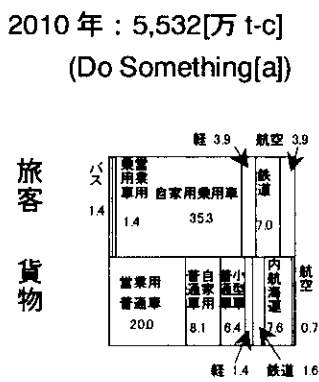 2010年：5,532[万 t-c]
(Do Something[a])
軽 3.9 航空 3.9
旅客
バス 1.4
乗営用業車用 1.4
自家用乗用車 35.3
鉄道 7.0
貨物
営業用普通車 20.0
普自通家車用 8.1
普小通型車車 6.4
内航海運 7.6
航空 0.7
軽 1.4 鉄道 1.6